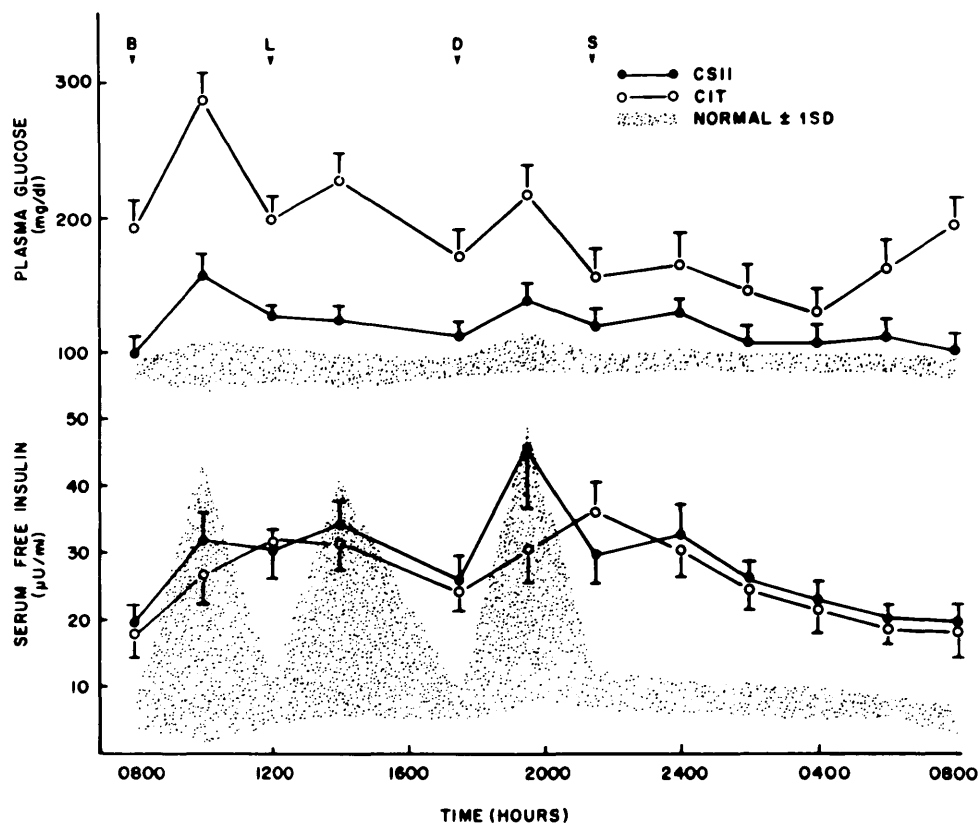 B L D S
CSII
CIT
NORMAL ± 1SD
PLASMA GLUCOSE
(mg/dl)
300
200
100
SERUM FREE INSULIN
(µU/ml)
50
40
30
20
10
0800 1200 1600 2000 2400 0400 0800
TIME (HOURS)